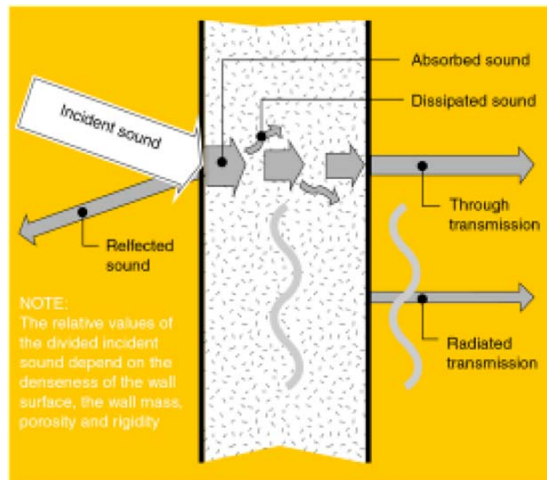 Absorbed sound
Dissipated sound
Incident sound
Through
transmission
Relfected
sound
NOTE:
The relative values of
the divided incident
sound depend on the
denseness of the wall
surface, the wall mass,
porosity and rigidity
Radiated
transmission